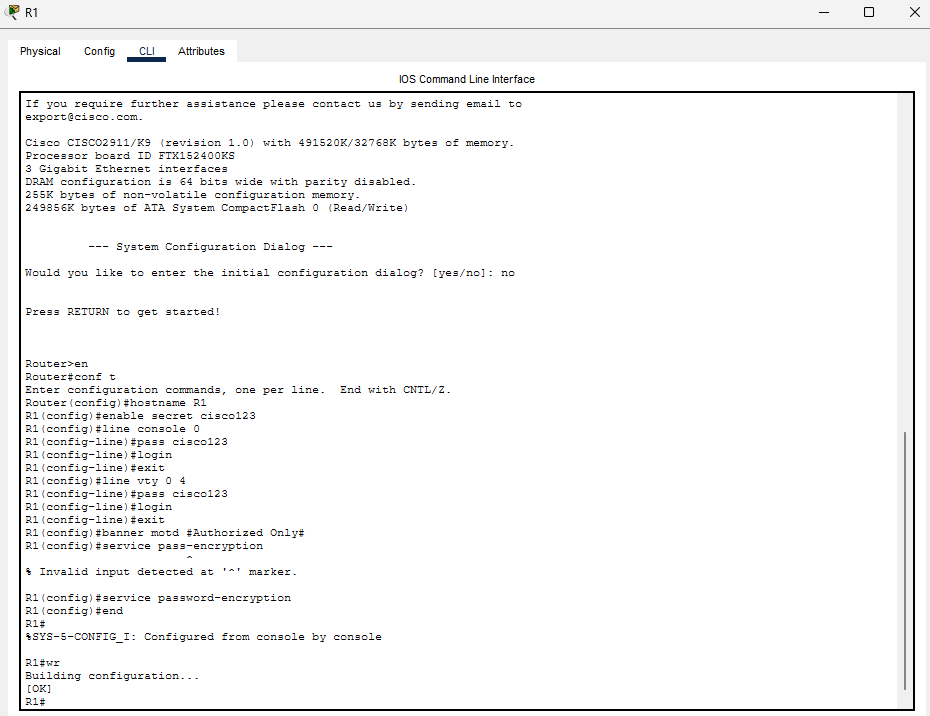 R1
Physical Config CLI Attributes
IOS Command Line Interface
If you require further assistance please contact us by sending email to
export@cisco.com.
Cisco CISCO2911/K9 (revision 1.0) with 491520K/32768K bytes of memory.
Processor board ID FTX152400KS
3 Gigabit Ethernet interfaces
DRAM configuration is 64 bits wide with parity disabled.
255K bytes of non-volatile configuration memory.
249856K bytes of ATA System CompactFlash 0 (Read/Write)
--- System Configuration Dialog ---
Would you like to enter the initial configuration dialog? [yes/no]: no
Press RETURN to get started!
Router>en
Router#conf t
Enter configuration commands, one per line.  End with CNTL/Z.
Router(config)#hostname R1
R1(config)#enable secret cisco123
R1(config)#line console 0
R1(config-line)#pass cisco123
R1(config-line)#login
R1(config-line)#exit
R1(config)#line vty 0 4
R1(config-line)#pass cisco123
R1(config-line)#login
R1(config-line)#exit
R1(config)#banner motd #Authorized Only#
R1(config)#service pass-encryption
^
% Invalid input detected at '^' marker.
R1(config)#service password-encryption
R1(config)#end
R1#
%SYS-5-CONFIG_I: Configured from console by console
R1#wr
Building configuration...
[OK]
R1#